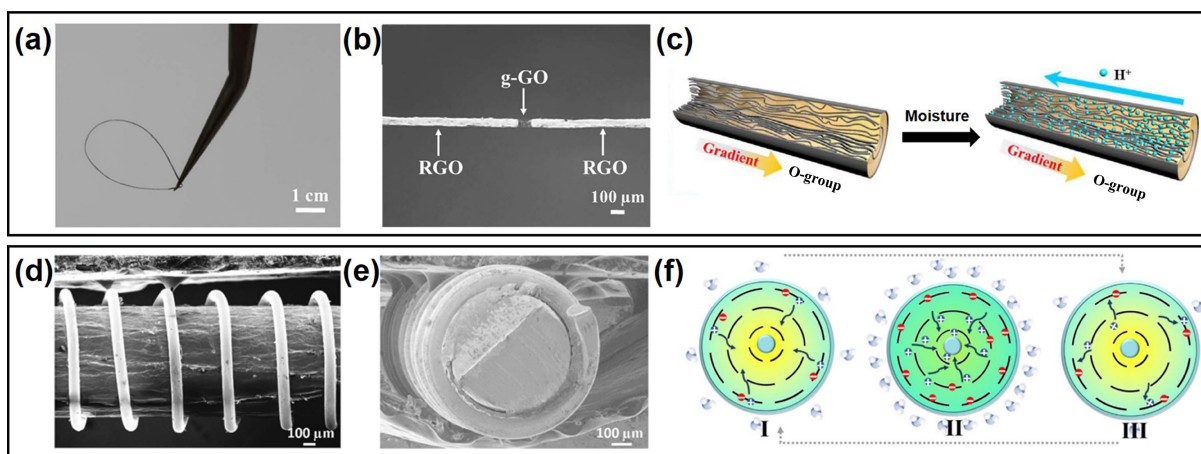 (a)
1 cm
(b)
g-GO
RGO
RGO
100 µm
(c)
H⁺
Moisture
Gradient
O-group
Gradient
O-group
(d)
100 µm
(e)
100 µm
(f)
I
II
III